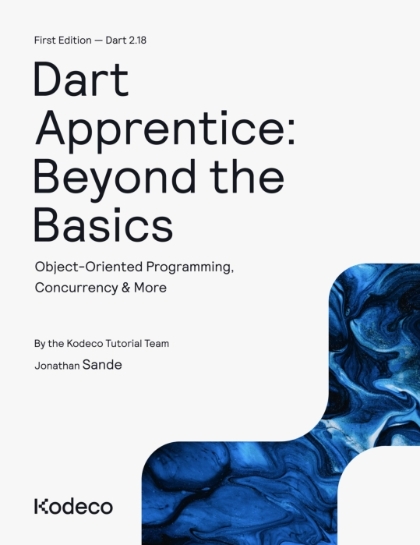 First Edition — Dart 2.18
Dart
Apprentice:
Beyond the
Basics
Object-Oriented Programming,
Concurrency & More
By the Kodeco Tutorial Team
Jonathan Sande
Kodeco